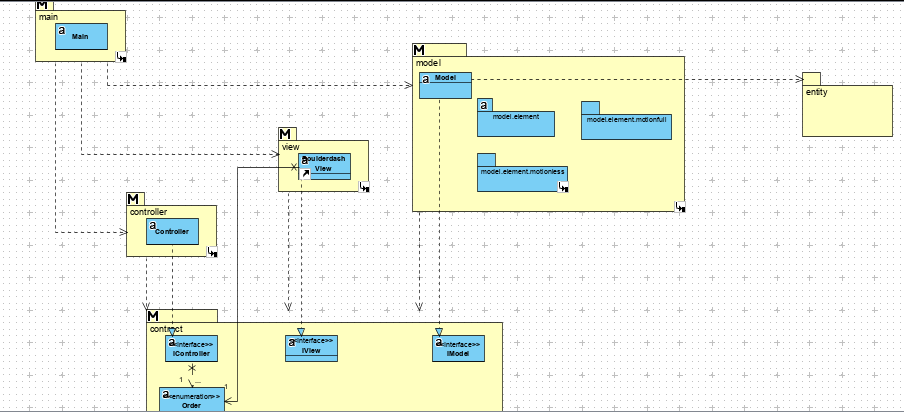 M
main
a
Main
M
model
a
Model
entity
a
model.element
model.element.motionfull
model.element.motionless
M
view
a
Boulderdash
View
M
controller
a
Controller
M
contract
a
<<interface>>
IController
a
<<interface>>
IView
a
<<interface>>
IModel
1
1
a
<<enumeration>>
Order